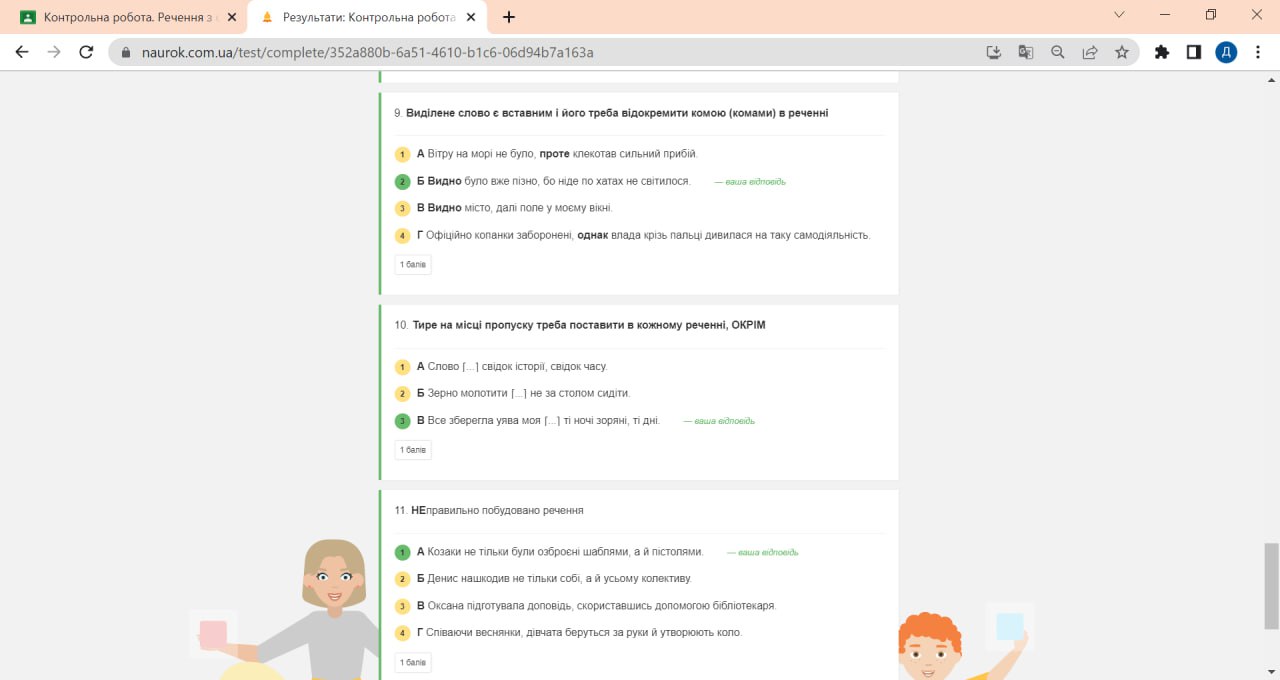 Контрольна робота. Речення з
Результати: Контрольна робота
naurok.com.ua/test/complete/352a880b-6a51-4610-b1c6-06d94b7a163a
Д
9. Виділене слово є вставним і його треба відокремити комою (комами) в реченні
1 А Вітру на морі не було, проте клекотав сильний прибій.
2 Б Видно було вже пізно, бо ніде по хатах не світилося. — ваша відповідь
3 В Видно місто, далі поле у моєму вікні.
4 Г Офіційно копанки заборонені, однак влада крізь пальці дивилася на таку самодіяльність.
1 балів
10. Тире на місці пропуску треба поставити в кожному реченні, ОКРІМ
1 А Слово [...] свідок історії, свідок часу.
2 Б Зерно молотити [...] не за столом сидіти.
3 В Все зберегла уява моя [...] ті ночі зоряні, ті дні. — ваша відповідь
1 балів
11. НЕправильно побудовано речення
1 А Козаки не тільки були озброєні шаблями, а й пістолями. — ваша відповідь
2 Б Денис нашкодив не тільки собі, а й усьому колективу.
3 В Оксана підготувала доповідь, скориставшись допомогою бібліотекаря.
4 Г Співаючи веснянки, дівчата беруться за руки й утворюють коло.
1 балів